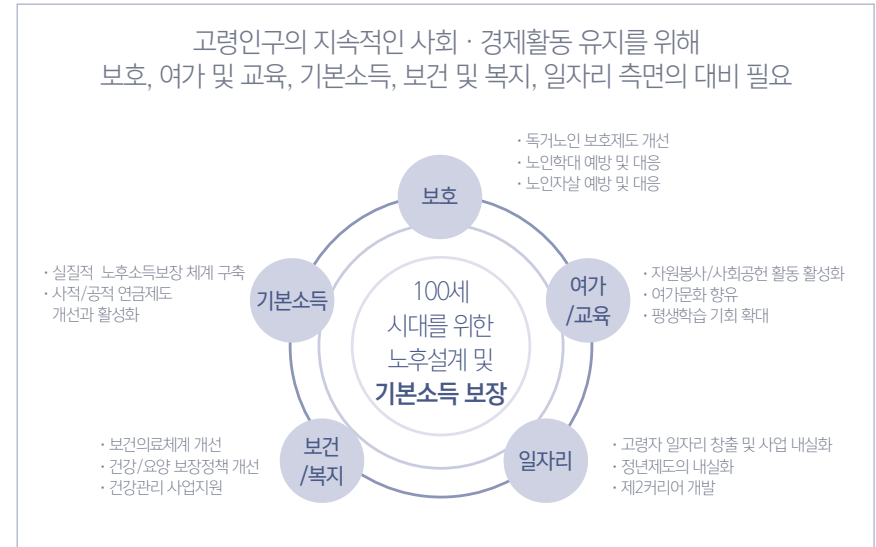 고령인구의 지속적인 사회 · 경제활동 유지를 위해
보호, 여가 및 교육, 기본소득, 보건 및 복지, 일자리 측면의 대비 필요
보호
· 독거노인 보호제도 개선
· 노인학대 예방 및 대응
· 노인자살 예방 및 대응
· 실질적 노후소득보장 체계 구축
· 사적/공적 연금제도
개선과 활성화
기본소득
100세
시대를 위한
노후설계 및
기본소득 보장
여가
/교육
· 자원봉사/사회공헌 활동 활성화
· 여가문화 향유
· 평생학습 기회 확대
· 보건의료체계 개선
· 건강/요양 보장정책 개선
· 건강관리 사업지원
보건
/복지
일자리
· 고령자 일자리 창출 및 사업 내실화
· 정년제도의 내실화
· 제2커리어 개발